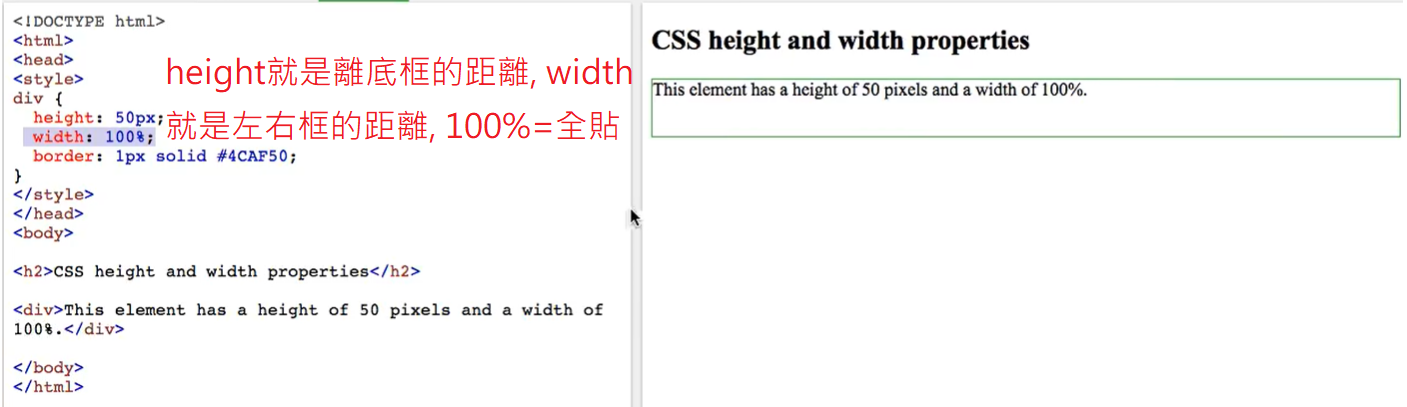 <!DOCTYPE html>
<html>
<head>
<style>
div {
height: 50px;
width: 100%;
border: 1px solid #4CAF50;
}
</style>
</head>
<body>
<h2>CSS height and width properties</h2>
<div>This element has a height of 50 pixels and a width of
100%.</div>
</body>
</html>
height就是離底框的距離, width
就是左右框的距離, 100%=全貼
CSS height and width properties
This element has a height of 50 pixels and a width of 100%.